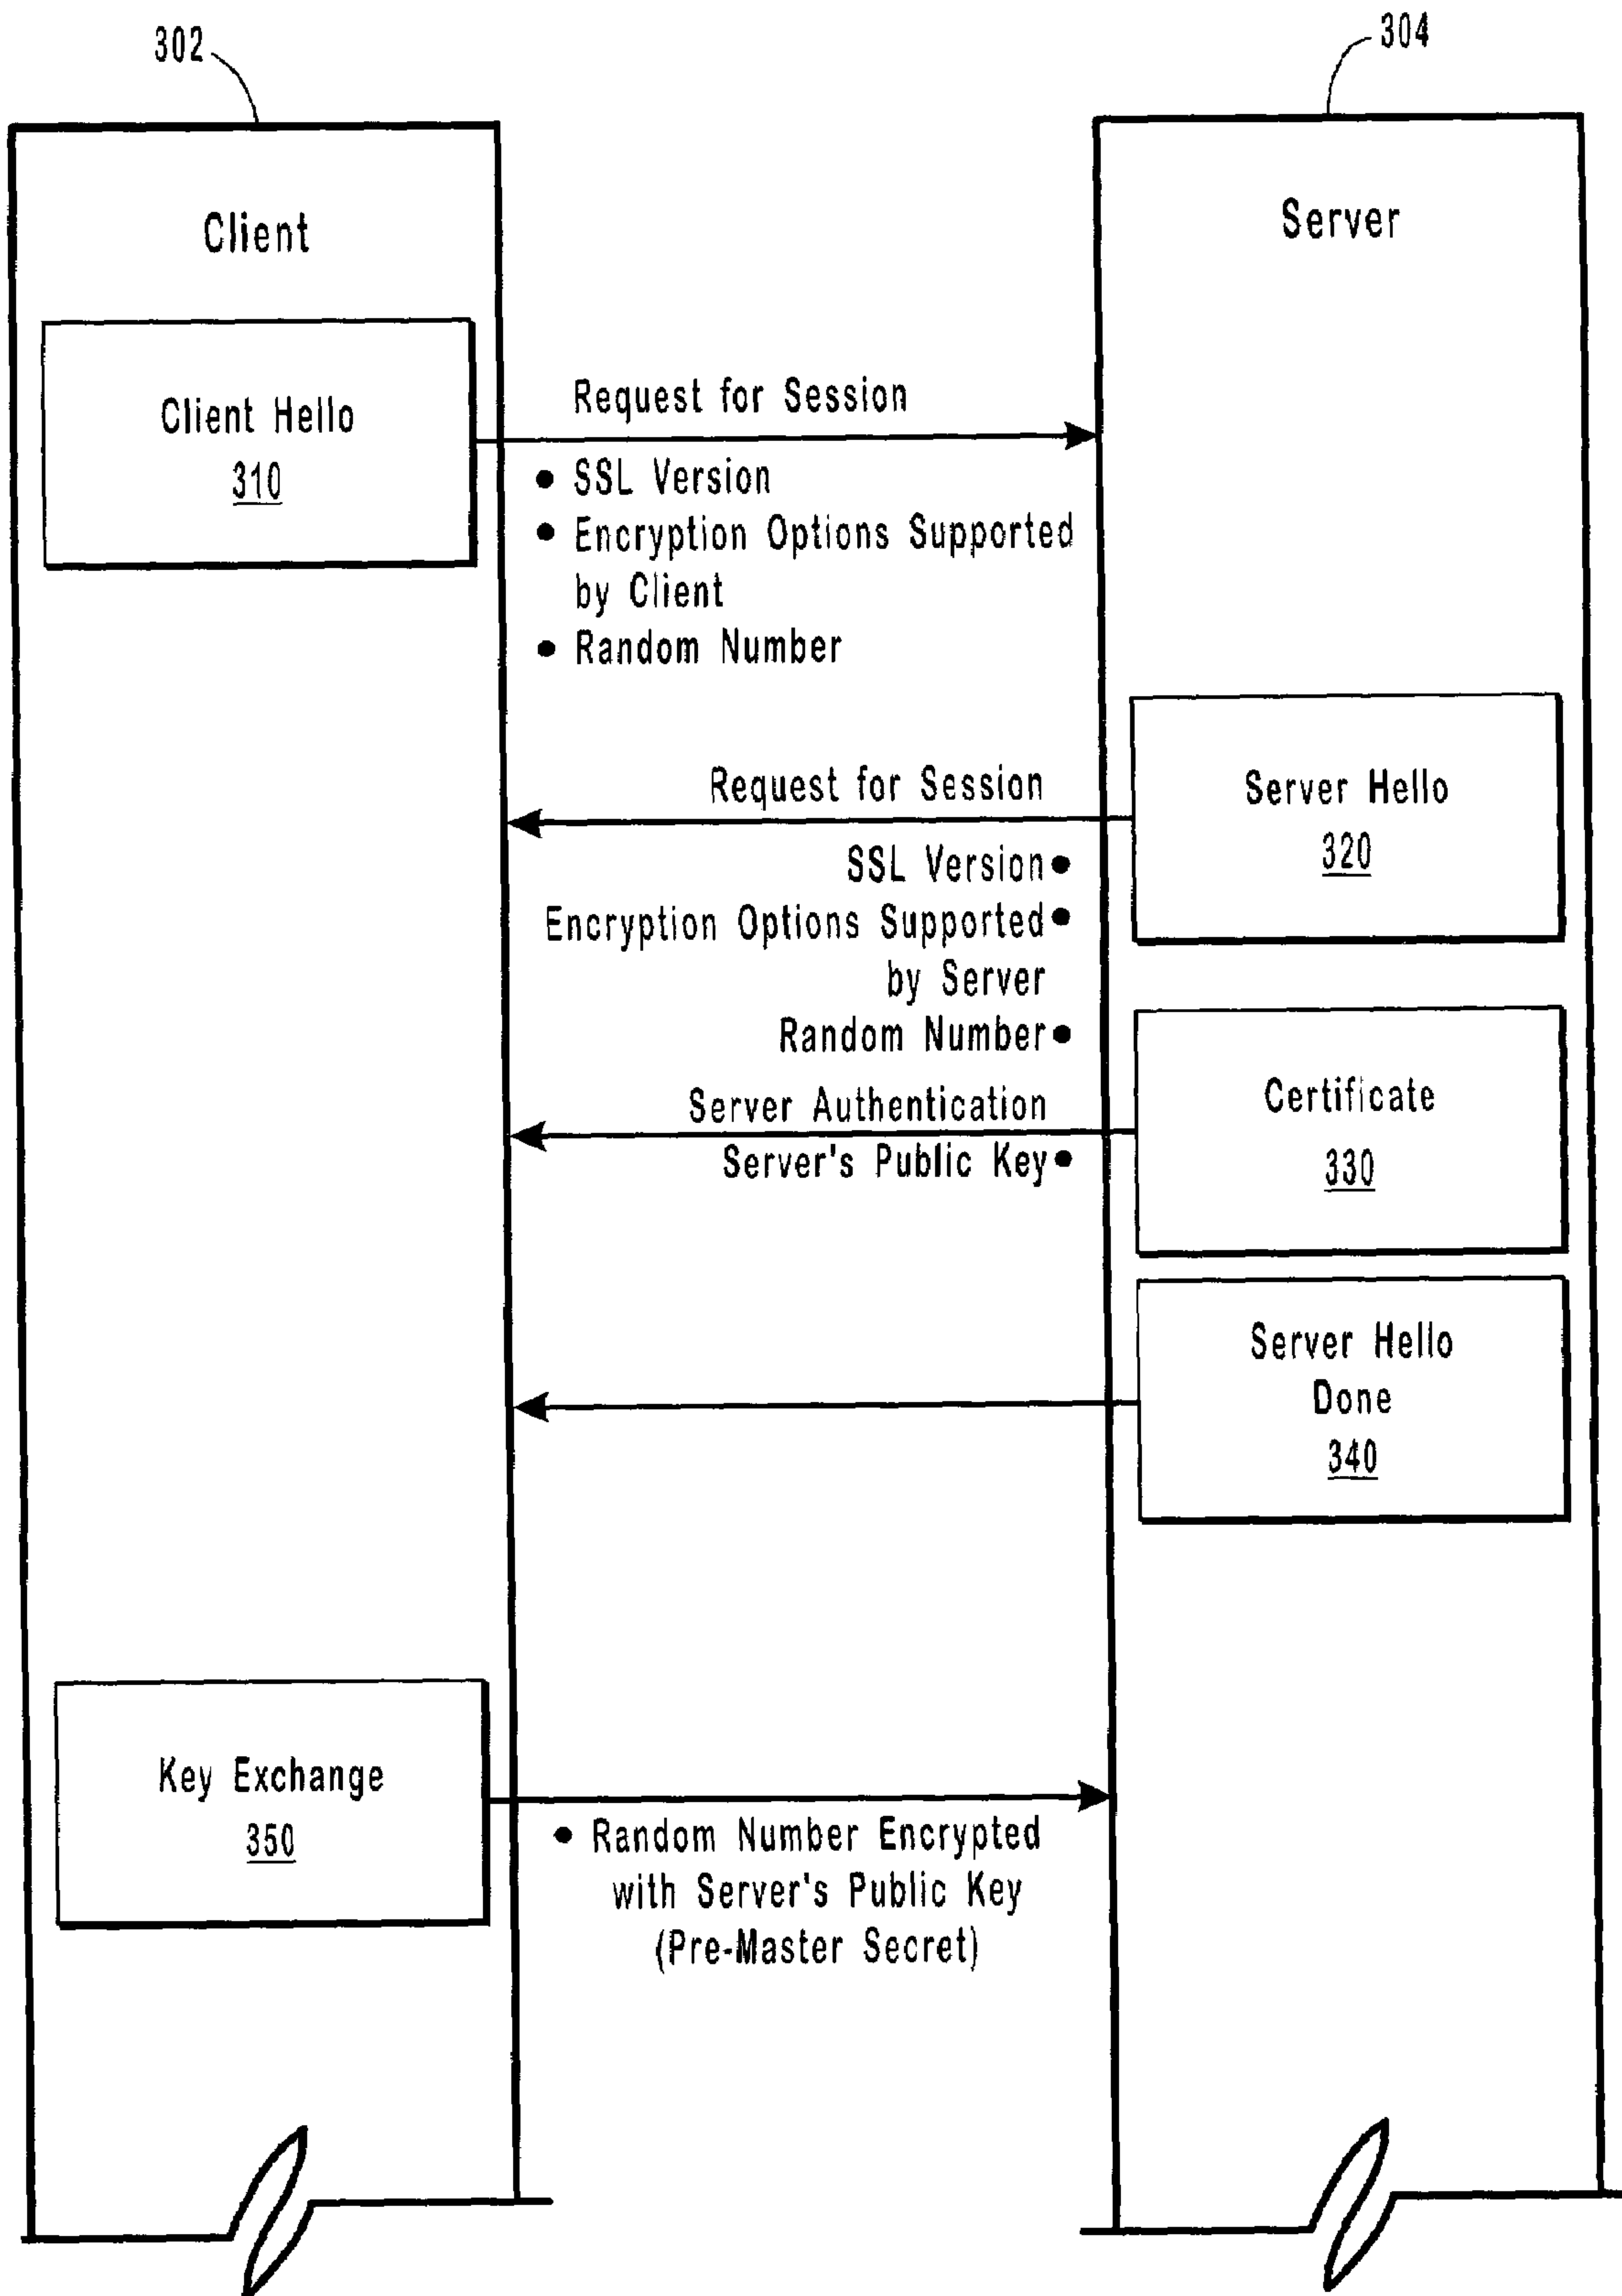 302
304
Client
Server
Client Hello
310
Request for Session
• SSL Version
• Encryption Options Supported
by Client
• Random Number
Request for Session
SSL Version •
Encryption Options Supported •
by Server
Random Number •
Server Hello
320
Server Authentication
Server's Public Key •
Certificate
330
Server Hello
Done
340
Key Exchange
350
• Random Number Encrypted
with Server's Public Key
(Pre-Master Secret)